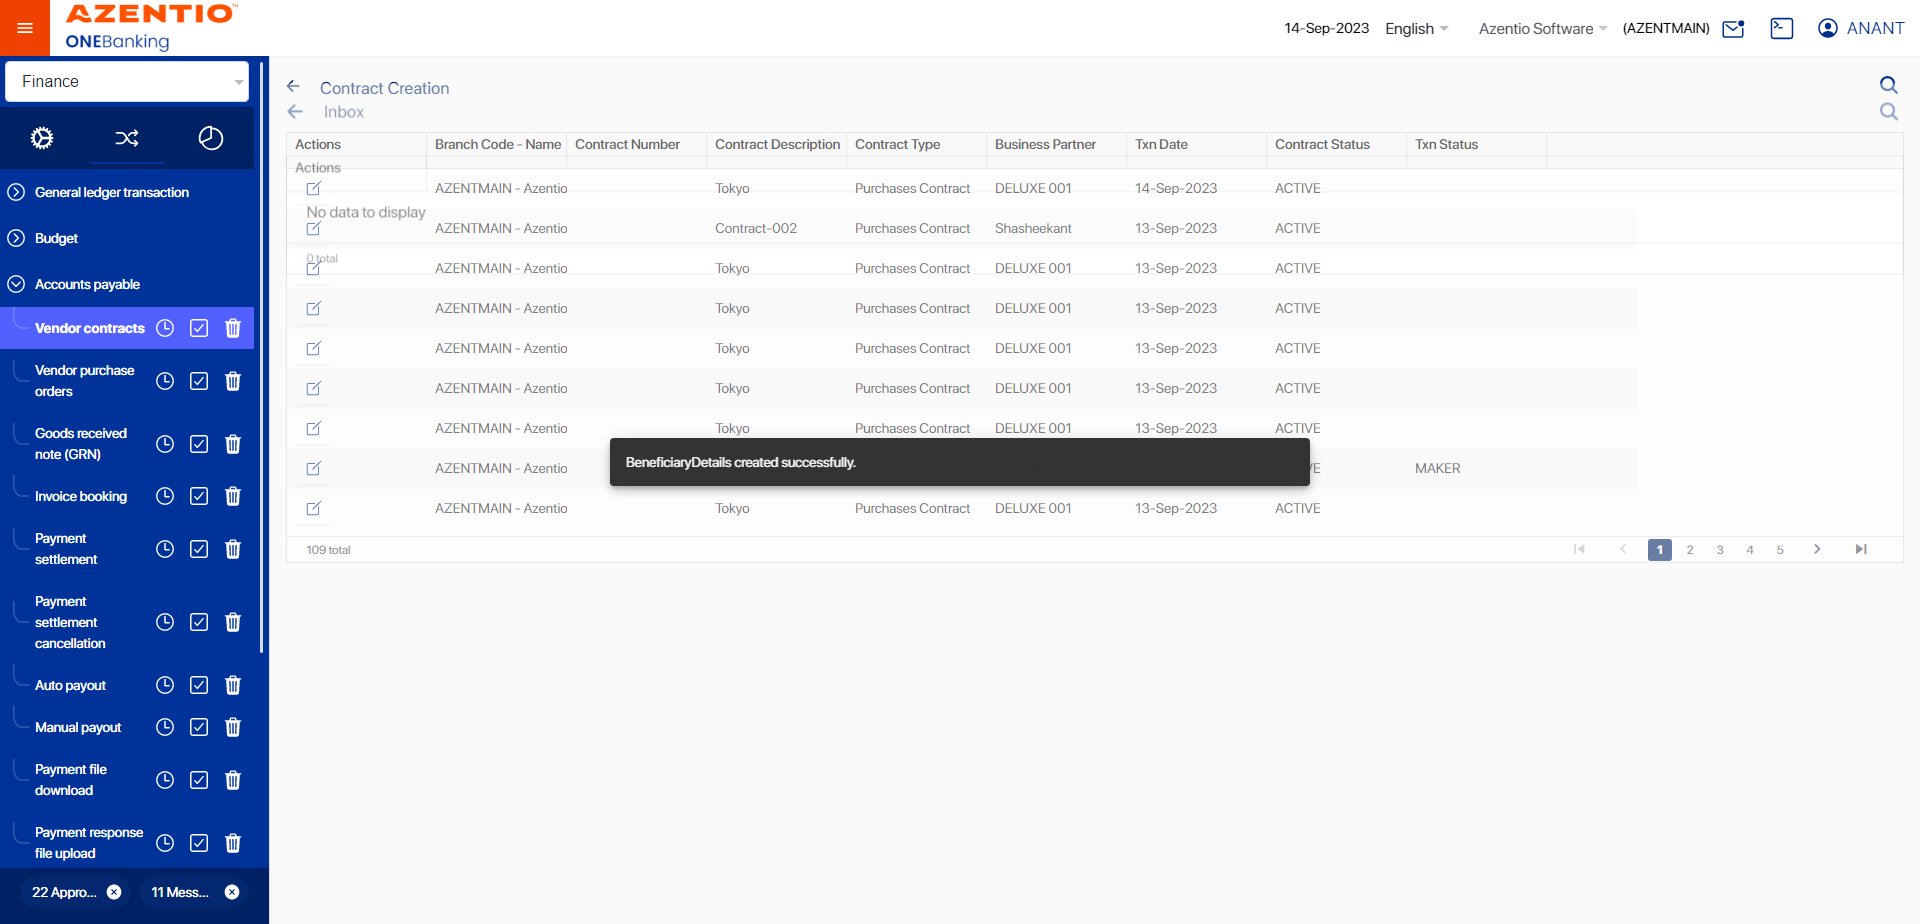 AZENTIO™
ONEBanking
14-Sep-2023 English Azentio Software (AZENTMAIN) ANANT
Finance
General ledger transaction
Budget
Accounts payable
Vendor contracts
Vendor purchase
orders
Goods received
note (GRN)
Invoice booking
Payment
settlement
Payment
settlement
cancellation
Auto payout
Manual payout
Payment file
download
Payment response
file upload
22 Appro... 11 Mess...
Contract Creation
Inbox
Actions Branch Code - Name Contract Number Contract Description Contract Type Business Partner Txn Date Contract Status Txn Status
Actions
AZENTMAIN - Azentio Tokyo Purchases Contract DELUXE 001 14-Sep-2023 ACTIVE
No data to display
AZENTMAIN - Azentio Contract-002 Purchases Contract Shasheekant 13-Sep-2023 ACTIVE
0 total
AZENTMAIN - Azentio Tokyo Purchases Contract DELUXE 001 13-Sep-2023 ACTIVE
AZENTMAIN - Azentio Tokyo Purchases Contract DELUXE 001 13-Sep-2023 ACTIVE
AZENTMAIN - Azentio Tokyo Purchases Contract DELUXE 001 13-Sep-2023 ACTIVE
AZENTMAIN - Azentio Tokyo Purchases Contract DELUXE 001 13-Sep-2023 ACTIVE
AZENTMAIN - Azentio Tokyo Purchases Contract DELUXE 001 13-Sep-2023 ACTIVE
BeneficiaryDetails created successfully.
AZENTMAIN - Azentio VE MAKER
AZENTMAIN - Azentio Tokyo Purchases Contract DELUXE 001 13-Sep-2023 ACTIVE
109 total 1 2 3 4 5